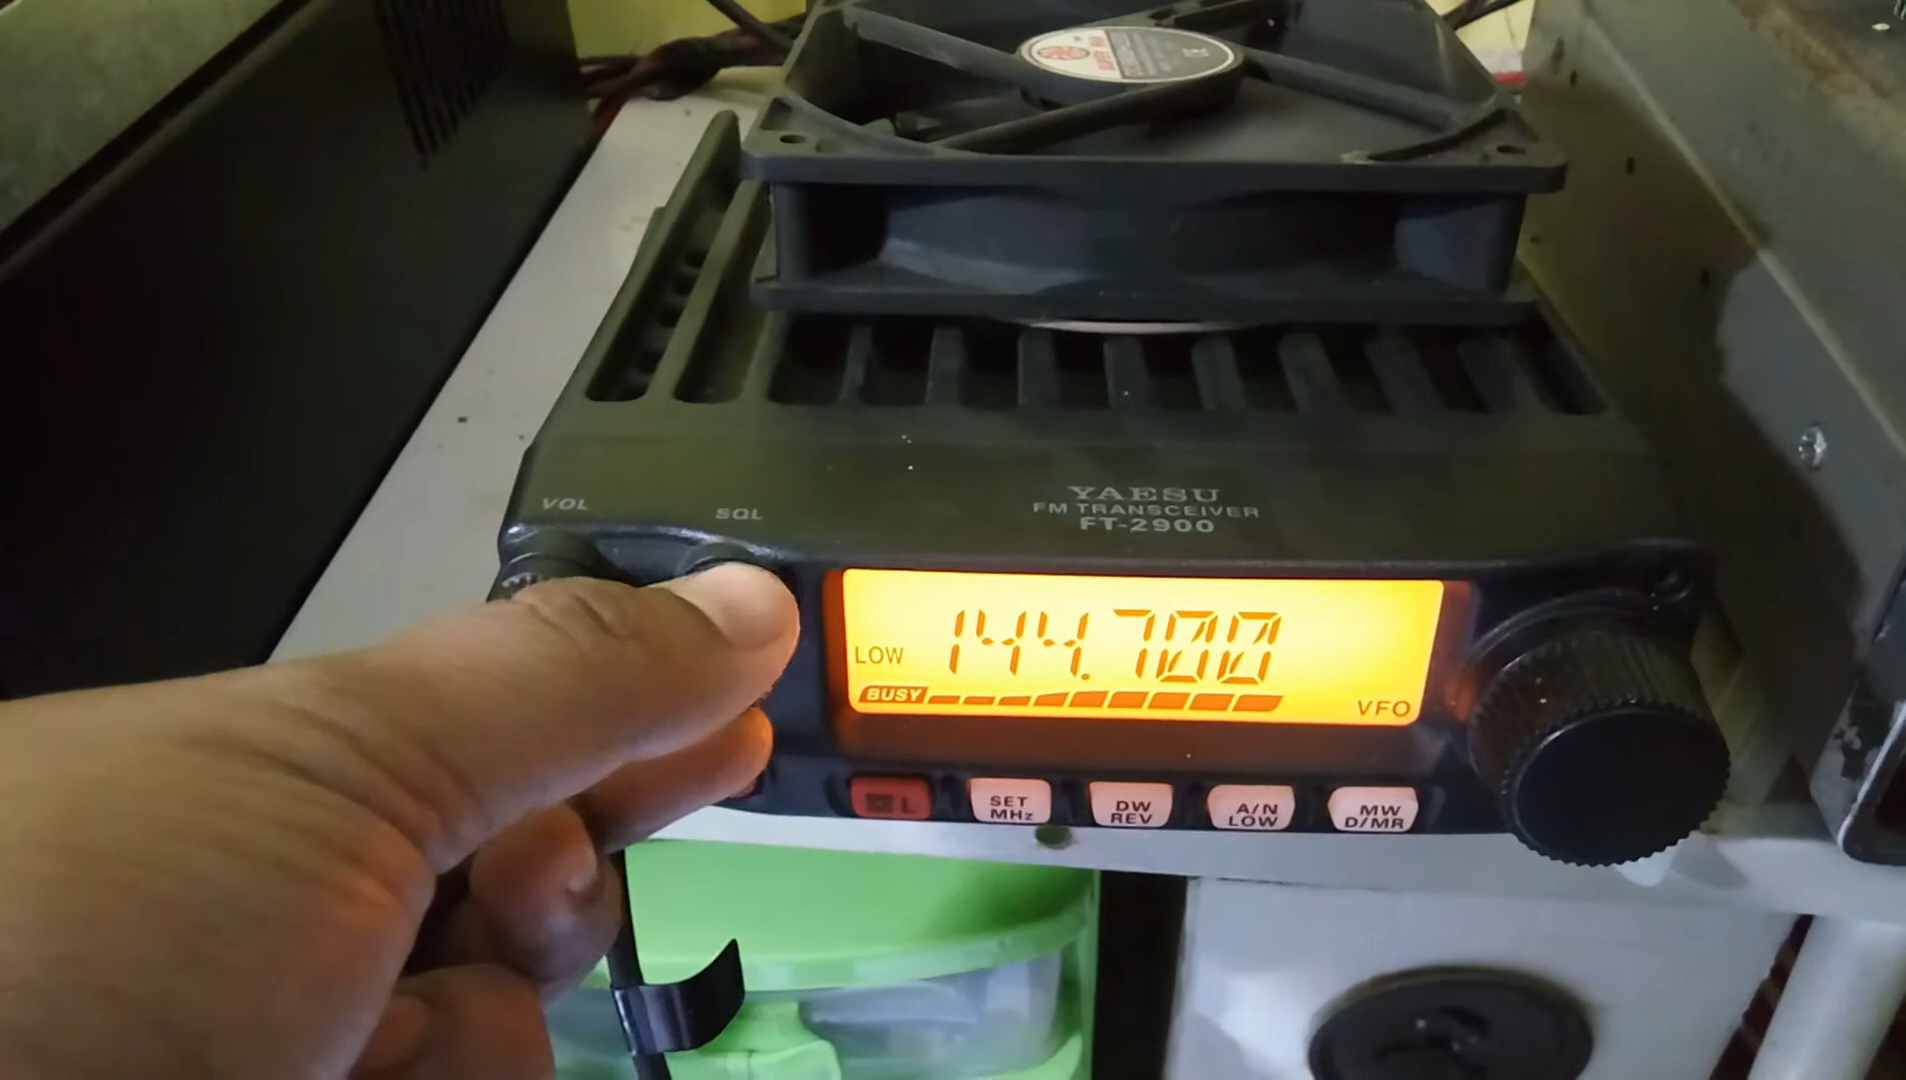 VOL
SQL
YAESU
FM TRANSCEIVER
FT-2900
LOW
144.700
BUSY
VFO
L
SET
MHz
DW
REV
A/N
LOW
MW
D/MR